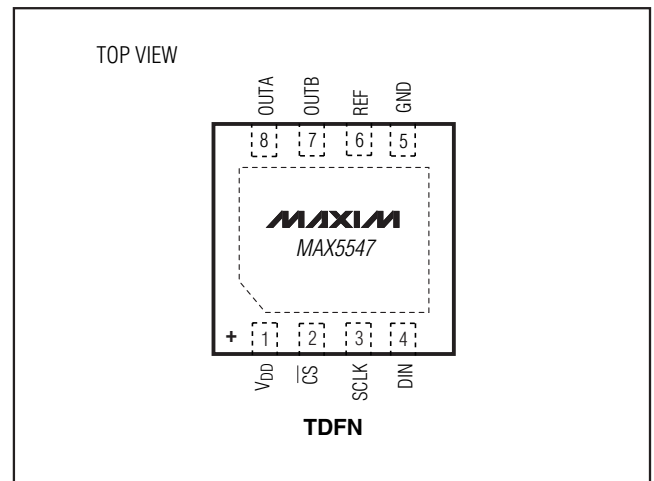 TOP VIEW
OUTA OUTB REF GND
8 7 6 5
MAXIM
MAX5547
+ 1 2 3 4
VDD C̅S̅ SCLK DIN
TDFN